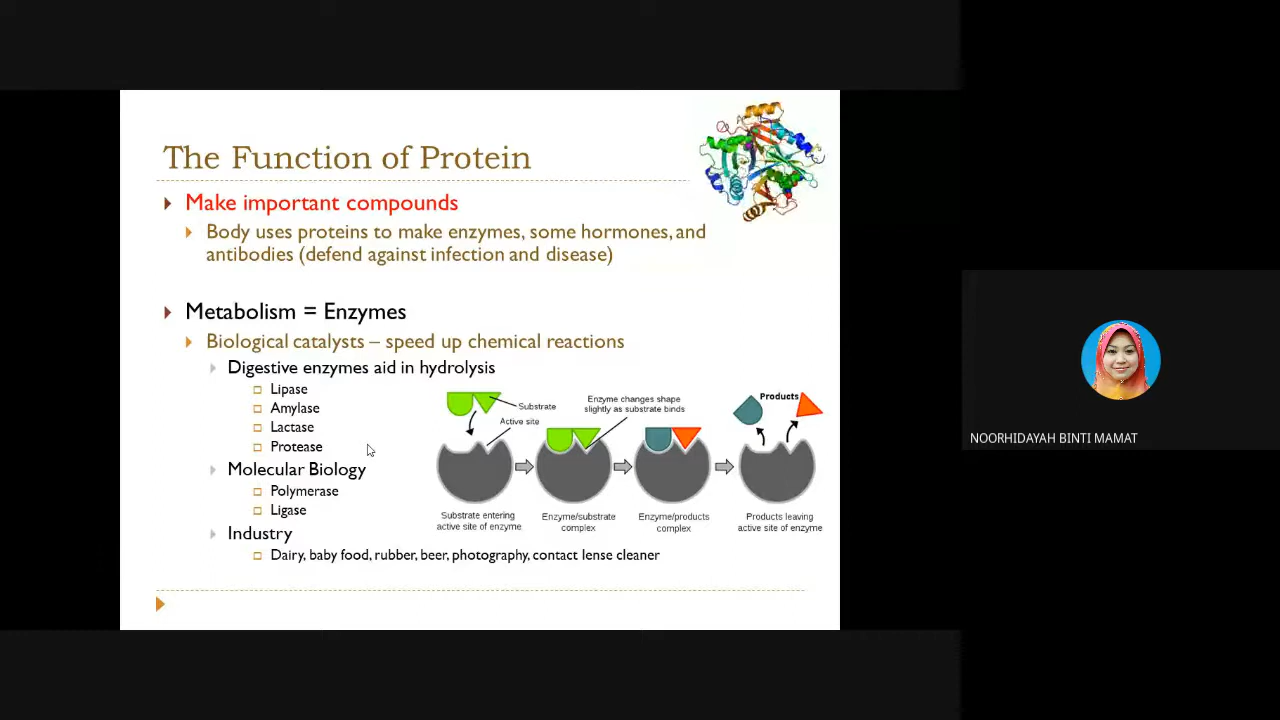 The Function of Protein
Make important compounds
Body uses proteins to make enzymes, some hormones, and
antibodies (defend against infection and disease)
Metabolism = Enzymes
Biological catalysts – speed up chemical reactions
Digestive enzymes aid in hydrolysis
Lipase
Amylase
Lactase
Protease
Molecular Biology
Polymerase
Ligase
Industry
Dairy, baby food, rubber, beer, photography, contact lense cleaner
Substrate
Active site
Enzyme changes shape
slightly as substrate binds
Products
Substrate entering
active site of enzyme
Enzyme/substrate
complex
Enzyme/products
complex
Products leaving
active site of enzyme
NOORHIDAYAH BINTI MAMAT